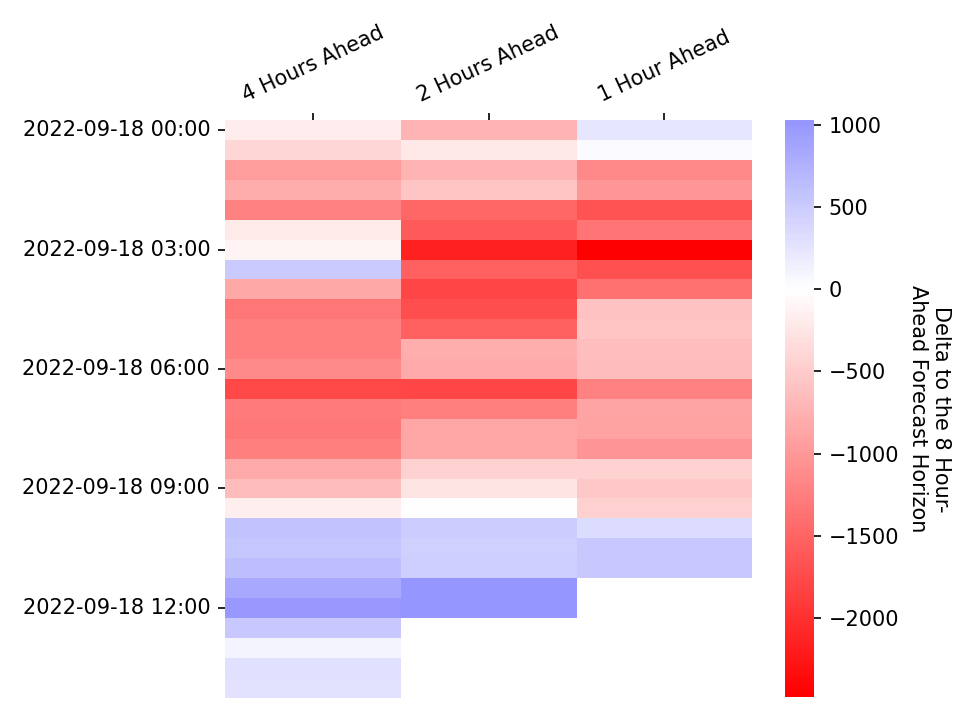 4 Hours Ahead
2 Hours Ahead
1 Hour Ahead
2022-09-18 00:00
2022-09-18 03:00
2022-09-18 06:00
2022-09-18 09:00
2022-09-18 12:00
1000
500
0
−500
−1000
−1500
−2000
Delta to the 8 Hour-
Ahead Forecast Horizon